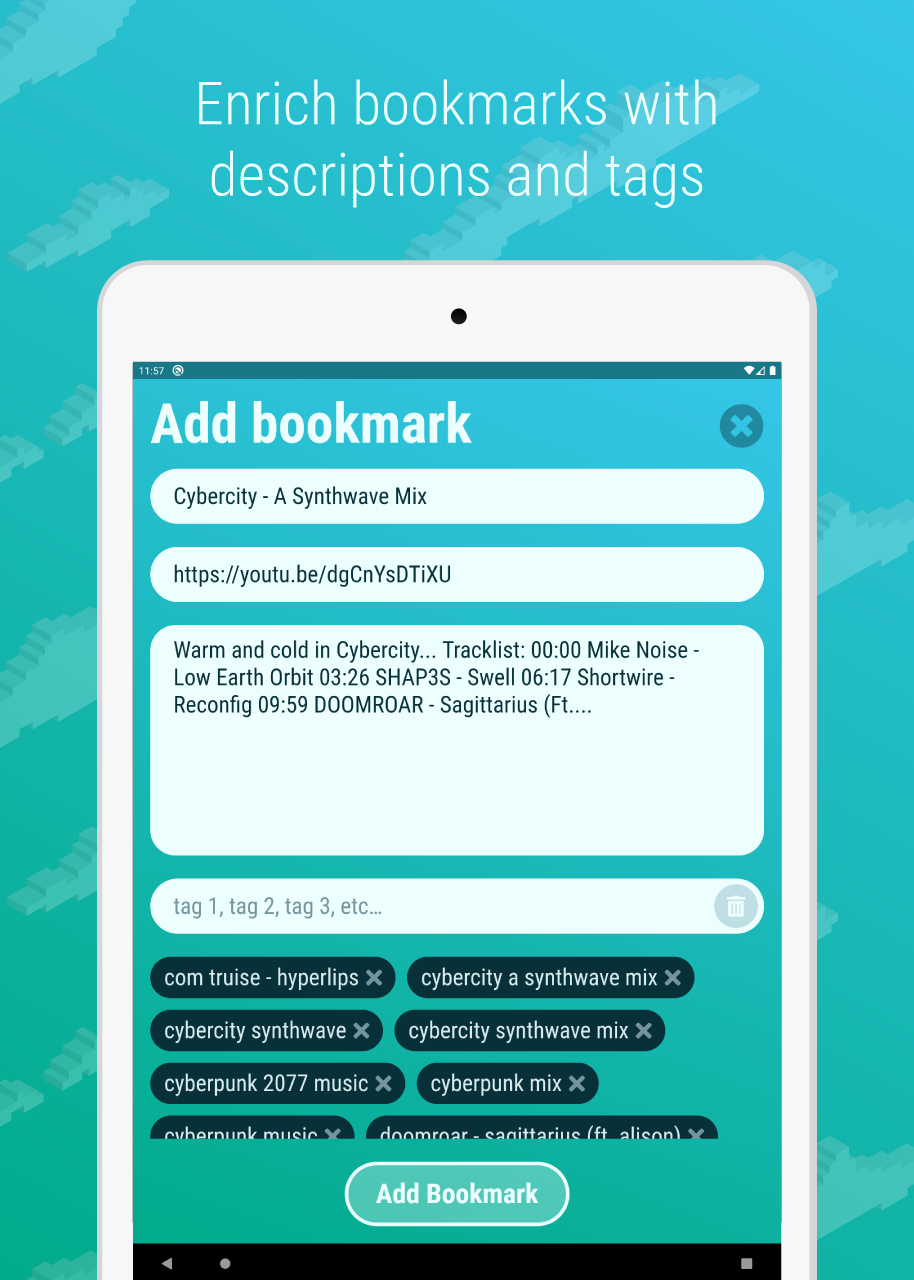 Enrich bookmarks with
descriptions and tags
11:57
Add bookmark
Cybercity - A Synthwave Mix
https://youtu.be/dgCnYsDTiXU
Warm and cold in Cybercity... Tracklist: 00:00 Mike Noise -
Low Earth Orbit 03:26 SHAP3S - Swell 06:17 Shortwire -
Reconfig 09:59 DOOMROAR - Sagittarius (Ft....
tag 1, tag 2, tag 3, etc…
com truise - hyperlips cybercity a synthwave mix
cybercity synthwave cybercity synthwave mix
cyberpunk 2077 music cyberpunk mix
cyberpunk music doomroar - sagittarius (ft. alison)
Add Bookmark